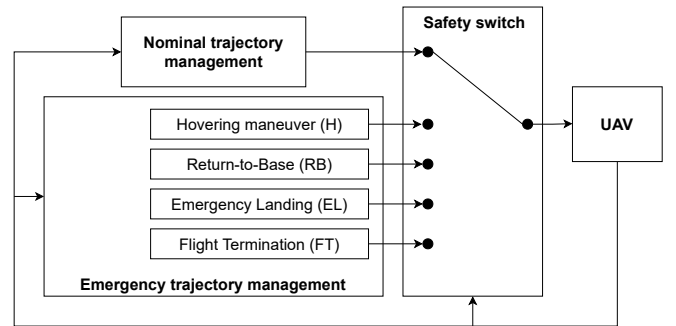 Safety switch
Nominal trajectory
management
Hovering maneuver (H)
UAV
Return-to-Base (RB)
Emergency Landing (EL)
Flight Termination (FT)
Emergency trajectory management